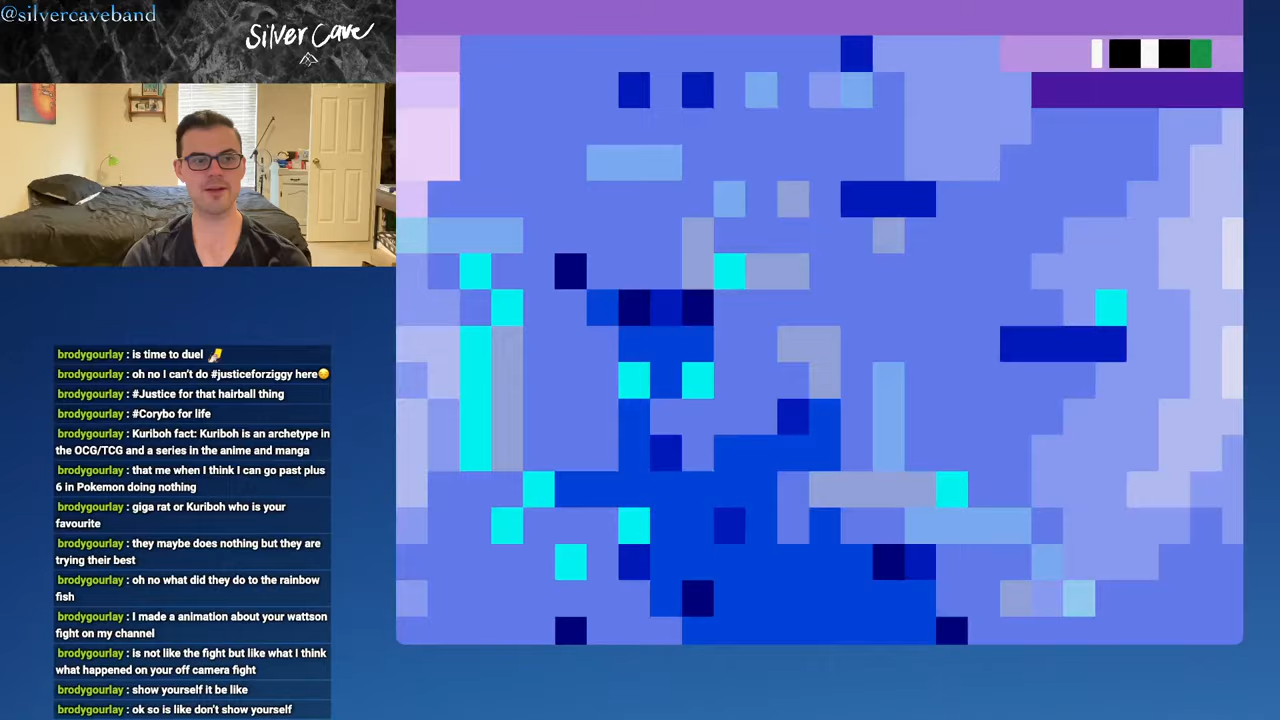 @silvercaveband
Silver Cave
brodygourlay : is time to duel
brodygourlay : oh no I can't do #justiceforziggy here
brodygourlay : #Justice for that hairball thing
brodygourlay : #Corybo for life
brodygourlay : Kuriboh fact: Kuriboh is an archetype in
the OCG/TCG and a series in the anime and manga
brodygourlay : that me when I think I can go past plus
6 in Pokemon doing nothing
brodygourlay : giga rat or Kuriboh who is your
favourite
brodygourlay : they maybe does nothing but they are
trying their best
brodygourlay : oh no what did they do to the rainbow
fish
brodygourlay : I made a animation about your wattson
fight on my channel
brodygourlay : is not like the fight but like what I think
what happened on your off camera fight
brodygourlay : show yourself it be like
brodygourlay : ok so is like don't show yourself